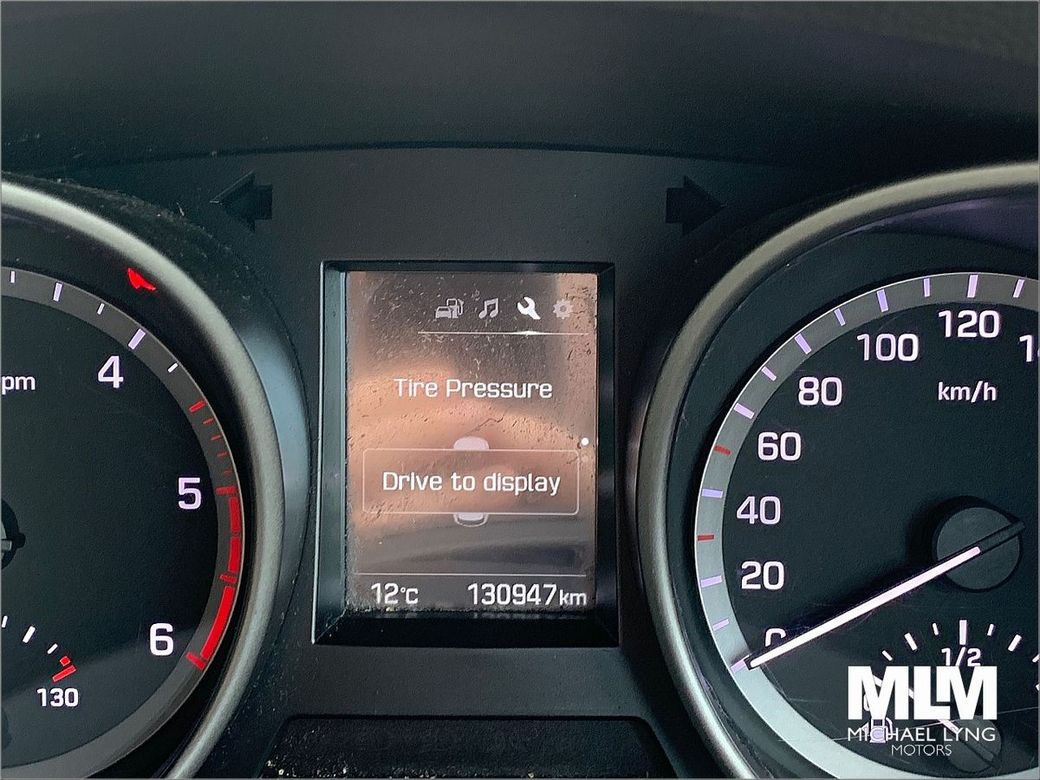 pm
4
5
6
130
Tire Pressure
Drive to display
12°C 130947km
120
100
80
60
40
20
0
km/h
1/2
MLM
MICHAEL LYNG
MOTORS